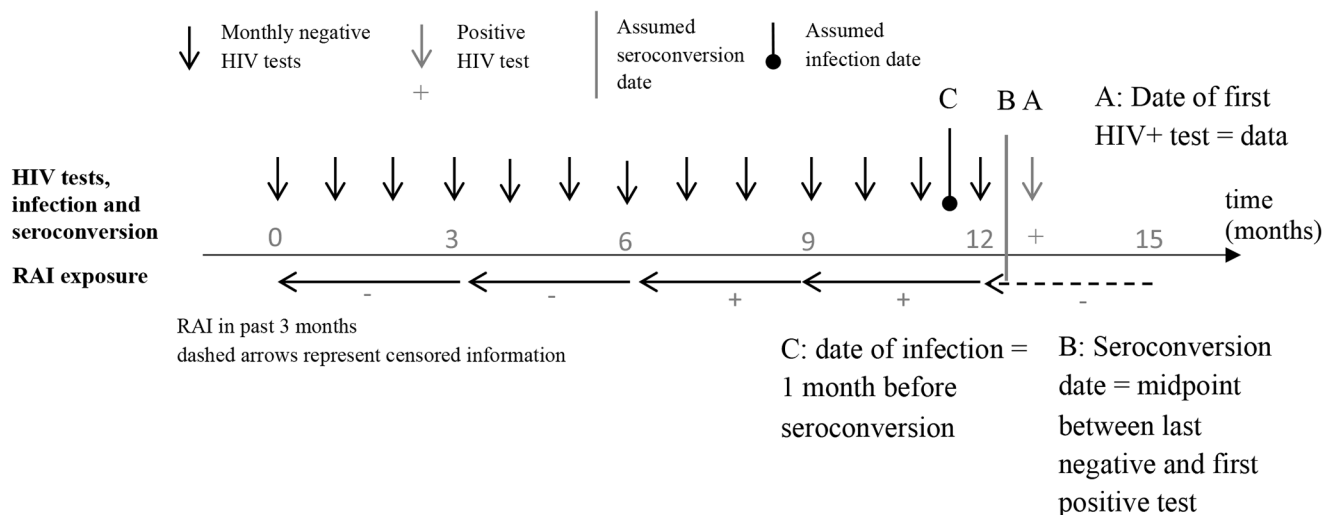 Monthly negative
HIV tests
Positive
HIV test
+
Assumed
seroconversion
date
Assumed
infection date
C B A
A: Date of first
HIV+ test = data
HIV tests,
infection and
seroconversion
0 3 6 9 12 + 15
time
(months)
RAI exposure
- - + + -
RAI in past 3 months
dashed arrows represent censored information
C: date of infection =
1 month before
seroconversion
B: Seroconversion
date = midpoint
between last
negative and first
positive test